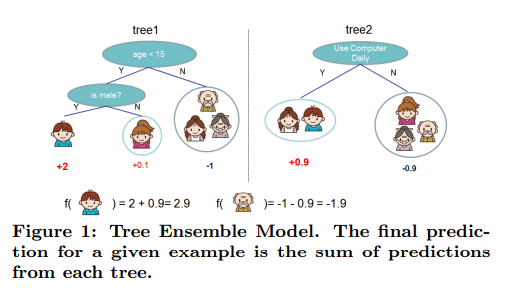 tree1
tree2
age < 15
Use Computer
Daily
Y
N
Y
N
is male?
Y
N
+2
+0.1
-1
+0.9
-0.9
f( ) = 2 + 0.9= 2.9
f( )= -1 - 0.9 = -1.9
Figure 1: Tree Ensemble Model. The final predic-
tion for a given example is the sum of predictions
from each tree.